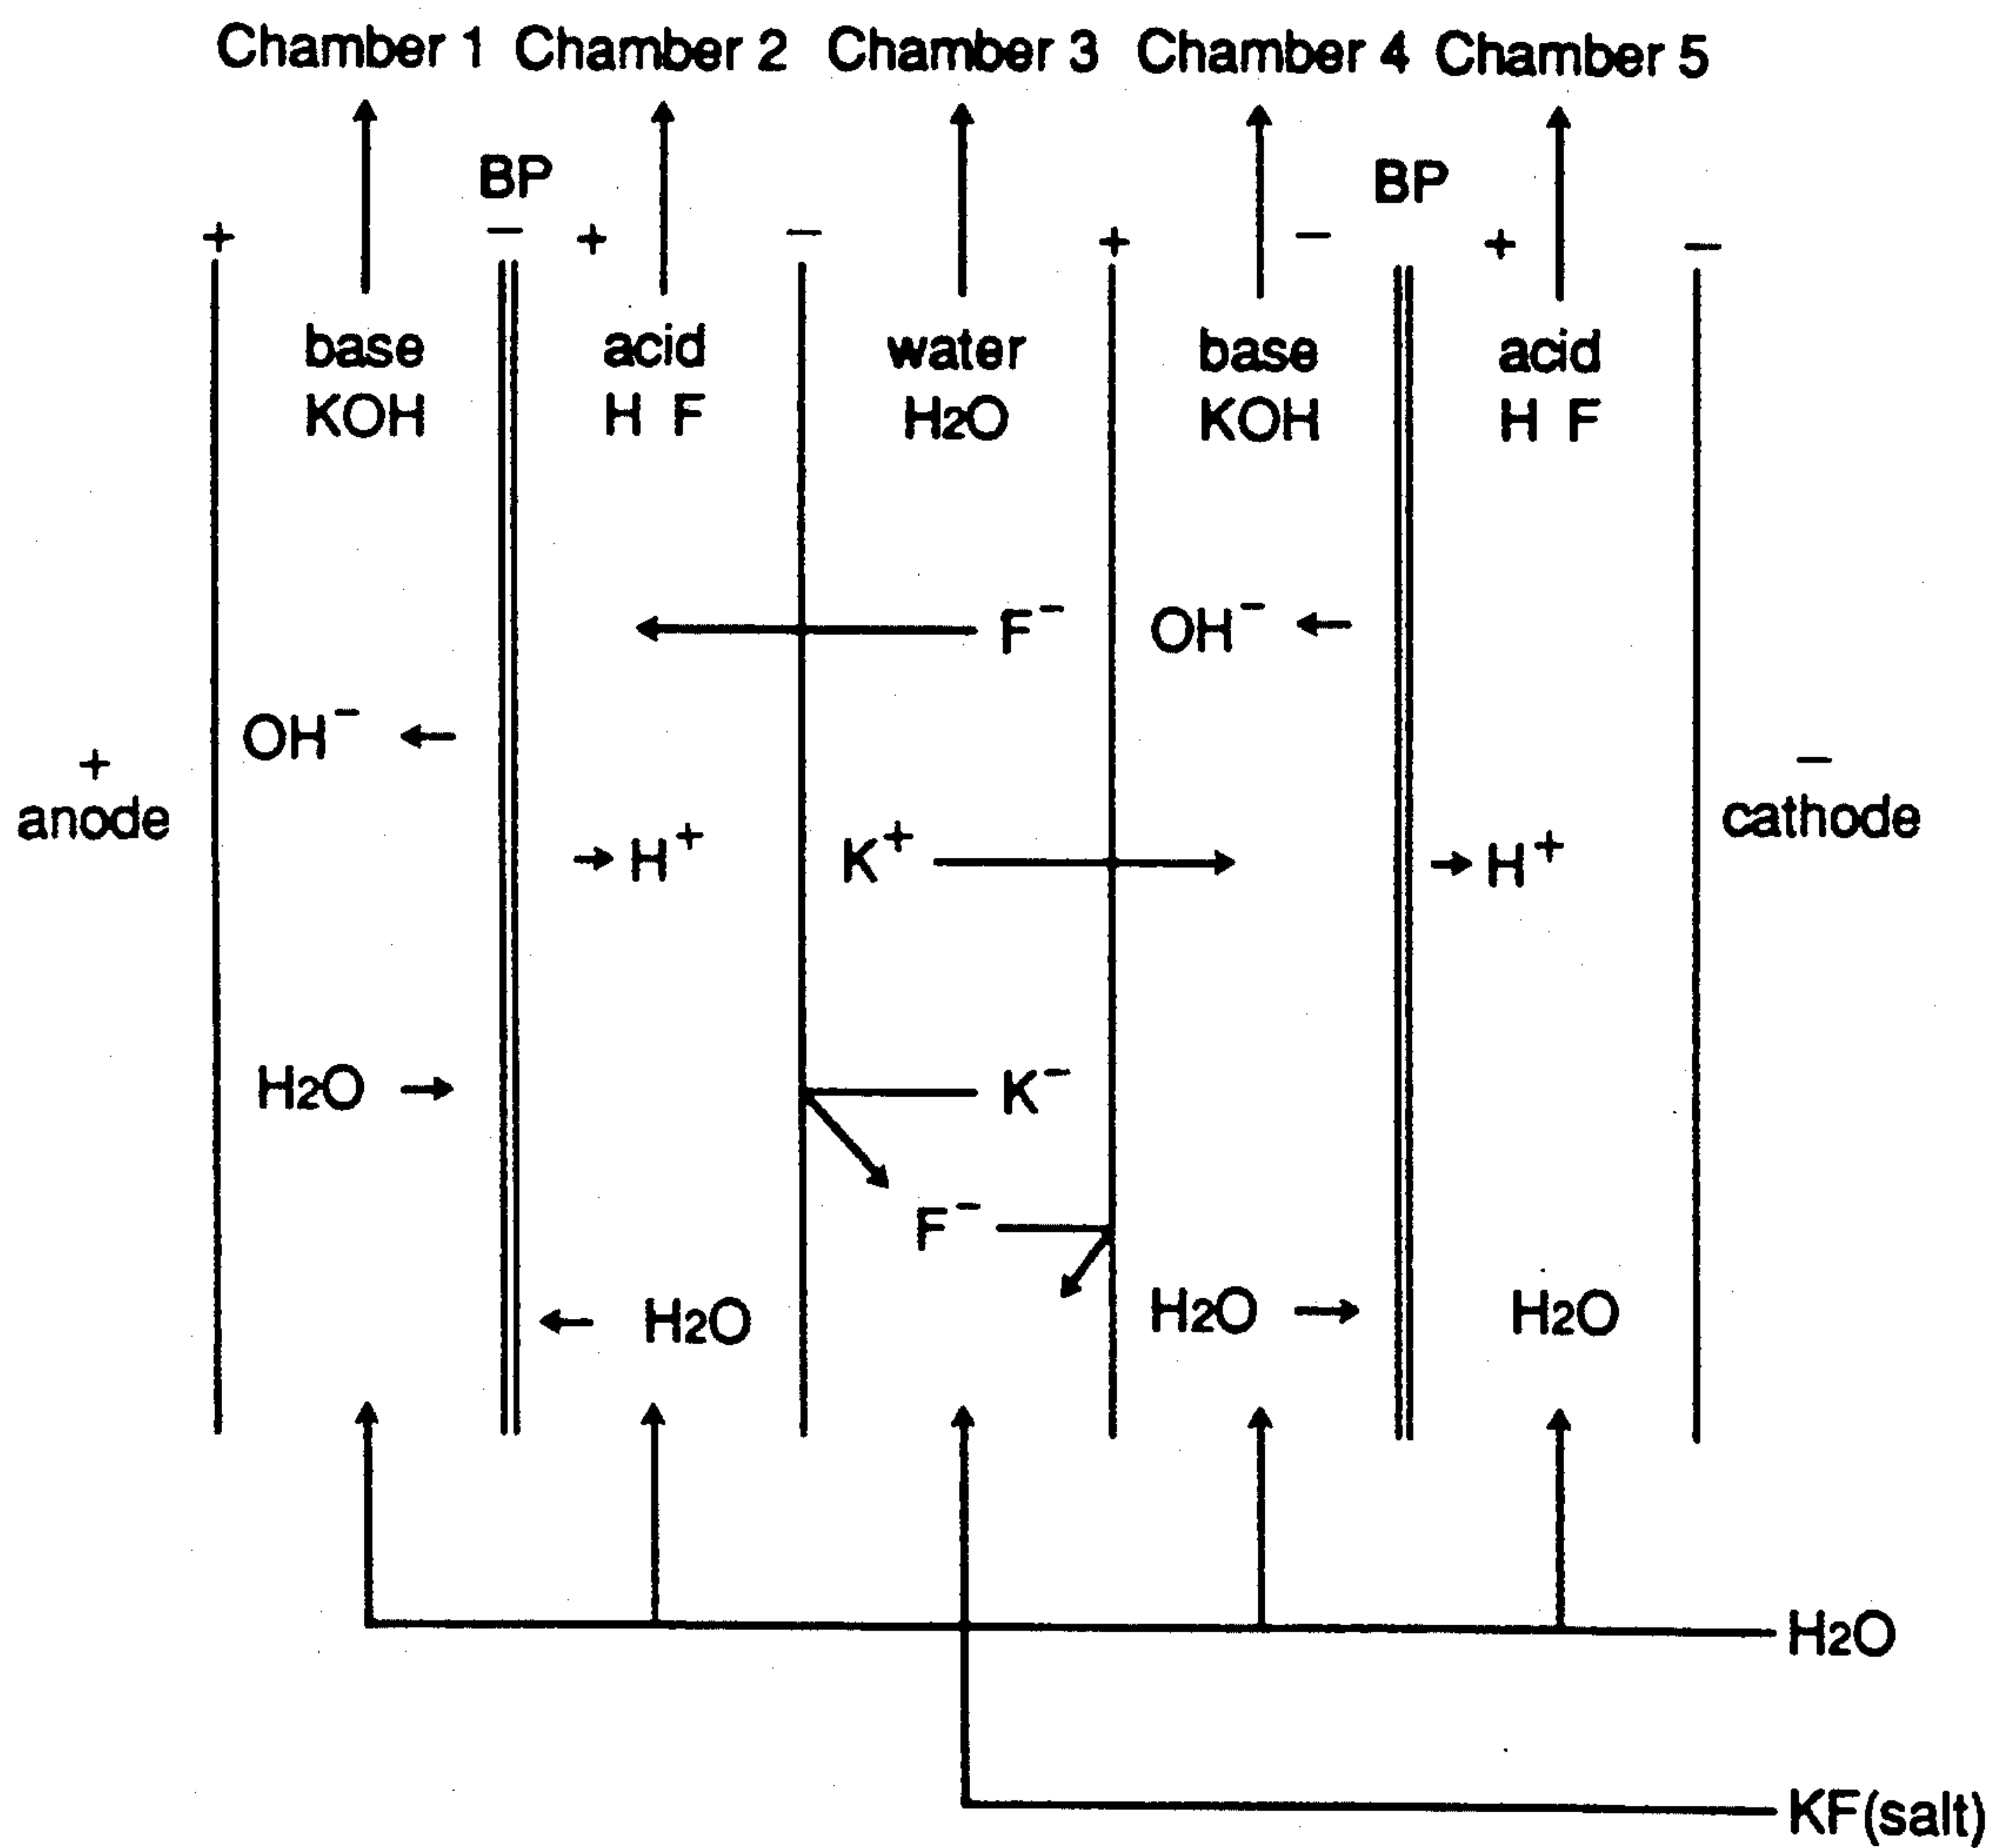 Chamber 1 Chamber 2 Chamber 3 Chamber 4 Chamber 5
BP BP
+ − + − + − + −
base acid water base acid
KOH H F H2O KOH H F
F⁻ OH⁻ ←
OH⁻ ←
+ −
anode cathode
→ H⁺ K⁺ → H⁺
H2O → K⁻
F⁻
← H2O H2O → H2O
H2O
KF(salt)